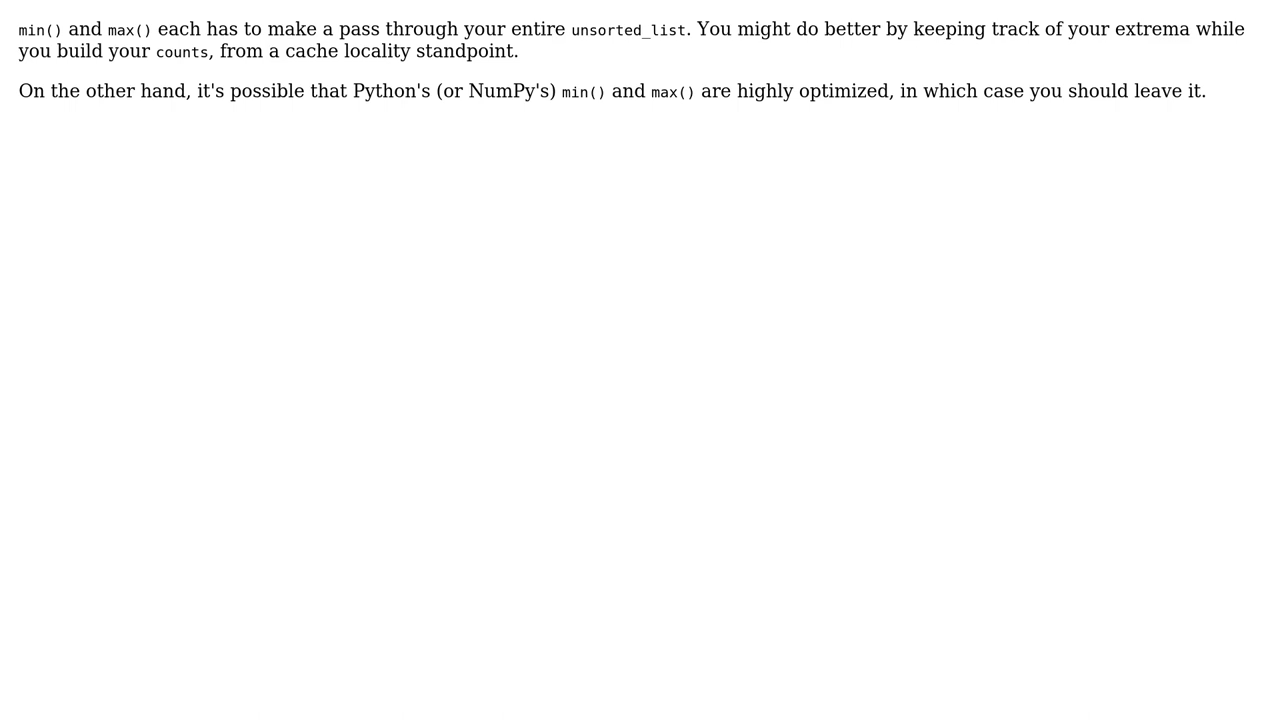 min() and max() each has to make a pass through your entire unsorted_list. You might do better by keeping track of your extrema while
you build your counts, from a cache locality standpoint.
On the other hand, it's possible that Python's (or NumPy's) min() and max() are highly optimized, in which case you should leave it.